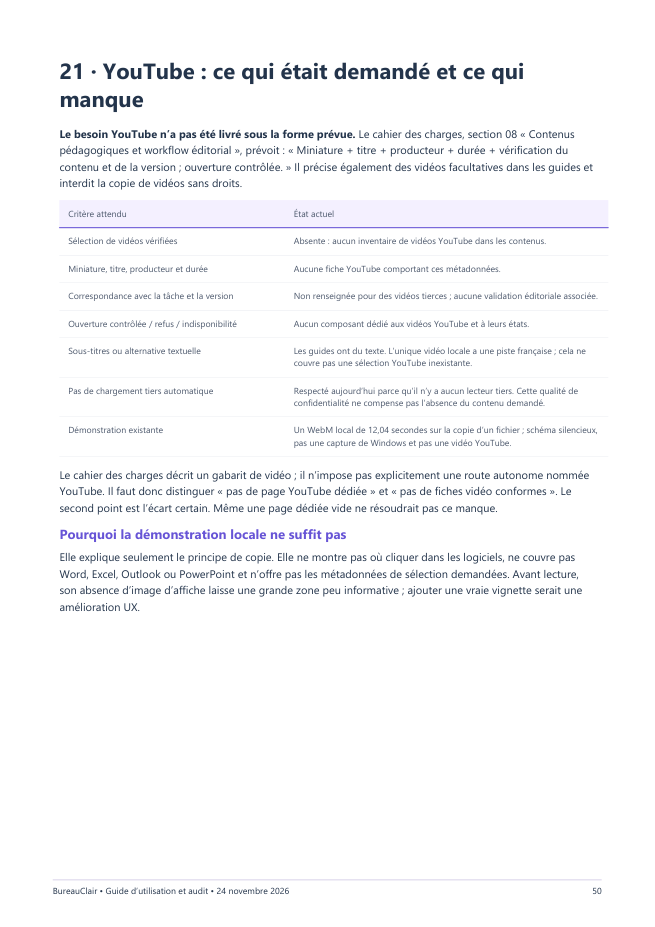 21 · YouTube : ce qui était demandé et ce qui
manque
Le besoin YouTube n’a pas été livré sous la forme prévue. Le cahier des charges, section 08 « Contenus
pédagogiques et workflow éditorial », prévoit : « Miniature + titre + producteur + durée + vérification du
contenu et de la version ; ouverture contrôlée. » Il précise également des vidéos facultatives dans les guides et
interdit la copie de vidéos sans droits.
Critère attendu État actuel
Sélection de vidéos vérifiées Absente : aucun inventaire de vidéos YouTube dans les contenus.
Miniature, titre, producteur et durée Aucune fiche YouTube comportant ces métadonnées.
Correspondance avec la tâche et la version Non renseignée pour des vidéos tierces ; aucune validation éditoriale associée.
Ouverture contrôlée / refus / indisponibilité Aucun composant dédié aux vidéos YouTube et à leurs états.
Sous-titres ou alternative textuelle Les guides ont du texte. L’unique vidéo locale a une piste française ; cela ne
couvre pas une sélection YouTube inexistante.
Pas de chargement tiers automatique Respecté aujourd’hui parce qu’il n’y a aucun lecteur tiers. Cette qualité de
confidentialité ne compense pas l’absence du contenu demandé.
Démonstration existante Un WebM local de 12,04 secondes sur la copie d’un fichier ; schéma silencieux,
pas une capture de Windows et pas une vidéo YouTube.
Le cahier des charges décrit un gabarit de vidéo ; il n’impose pas explicitement une route autonome nommée
YouTube. Il faut donc distinguer « pas de page YouTube dédiée » et « pas de fiches vidéo conformes ». Le
second point est l’écart certain. Même une page dédiée vide ne résoudrait pas ce manque.
Pourquoi la démonstration locale ne suffit pas
Elle explique seulement le principe de copie. Elle ne montre pas où cliquer dans les logiciels, ne couvre pas
Word, Excel, Outlook ou PowerPoint et n’offre pas les métadonnées de sélection demandées. Avant lecture,
son absence d’image d’affiche laisse une grande zone peu informative ; ajouter une vraie vignette serait une
amélioration UX.
BureauClair • Guide d’utilisation et audit • 24 novembre 2026 50